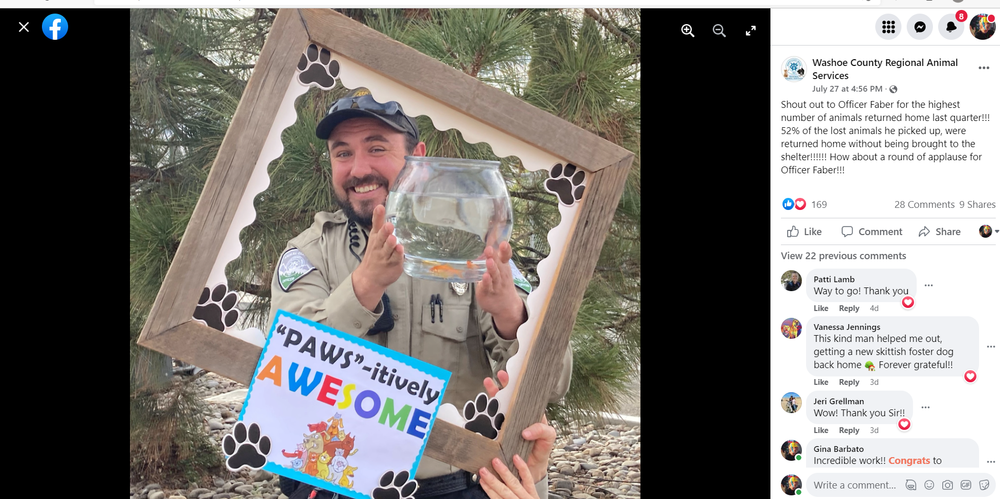 8
Washoe County Regional Animal
Services
July 27 at 4:56 PM ·
Shout out to Officer Faber for the highest
number of animals returned home last quarter!!!
52% of the lost animals he picked up, were
returned home without being brought to the
shelter!!!!!! How about a round of applause for
Officer Faber!!!
169
28 Comments 9 Shares
Like Comment Share
View 22 previous comments
Patti Lamb
Way to go! Thank you
Like Reply 4d
Vanessa Jennings
This kind man helped me out,
getting a new skittish foster dog
back home 🏡 Forever grateful!!
Like Reply 3d
Jeri Grellman
Wow! Thank you Sir!!
Like Reply 3d
Gina Barbato
Incredible work!! Congrats to
Write a comment...
GIF
"PAWS"-itively
AWESOME
OFFICER